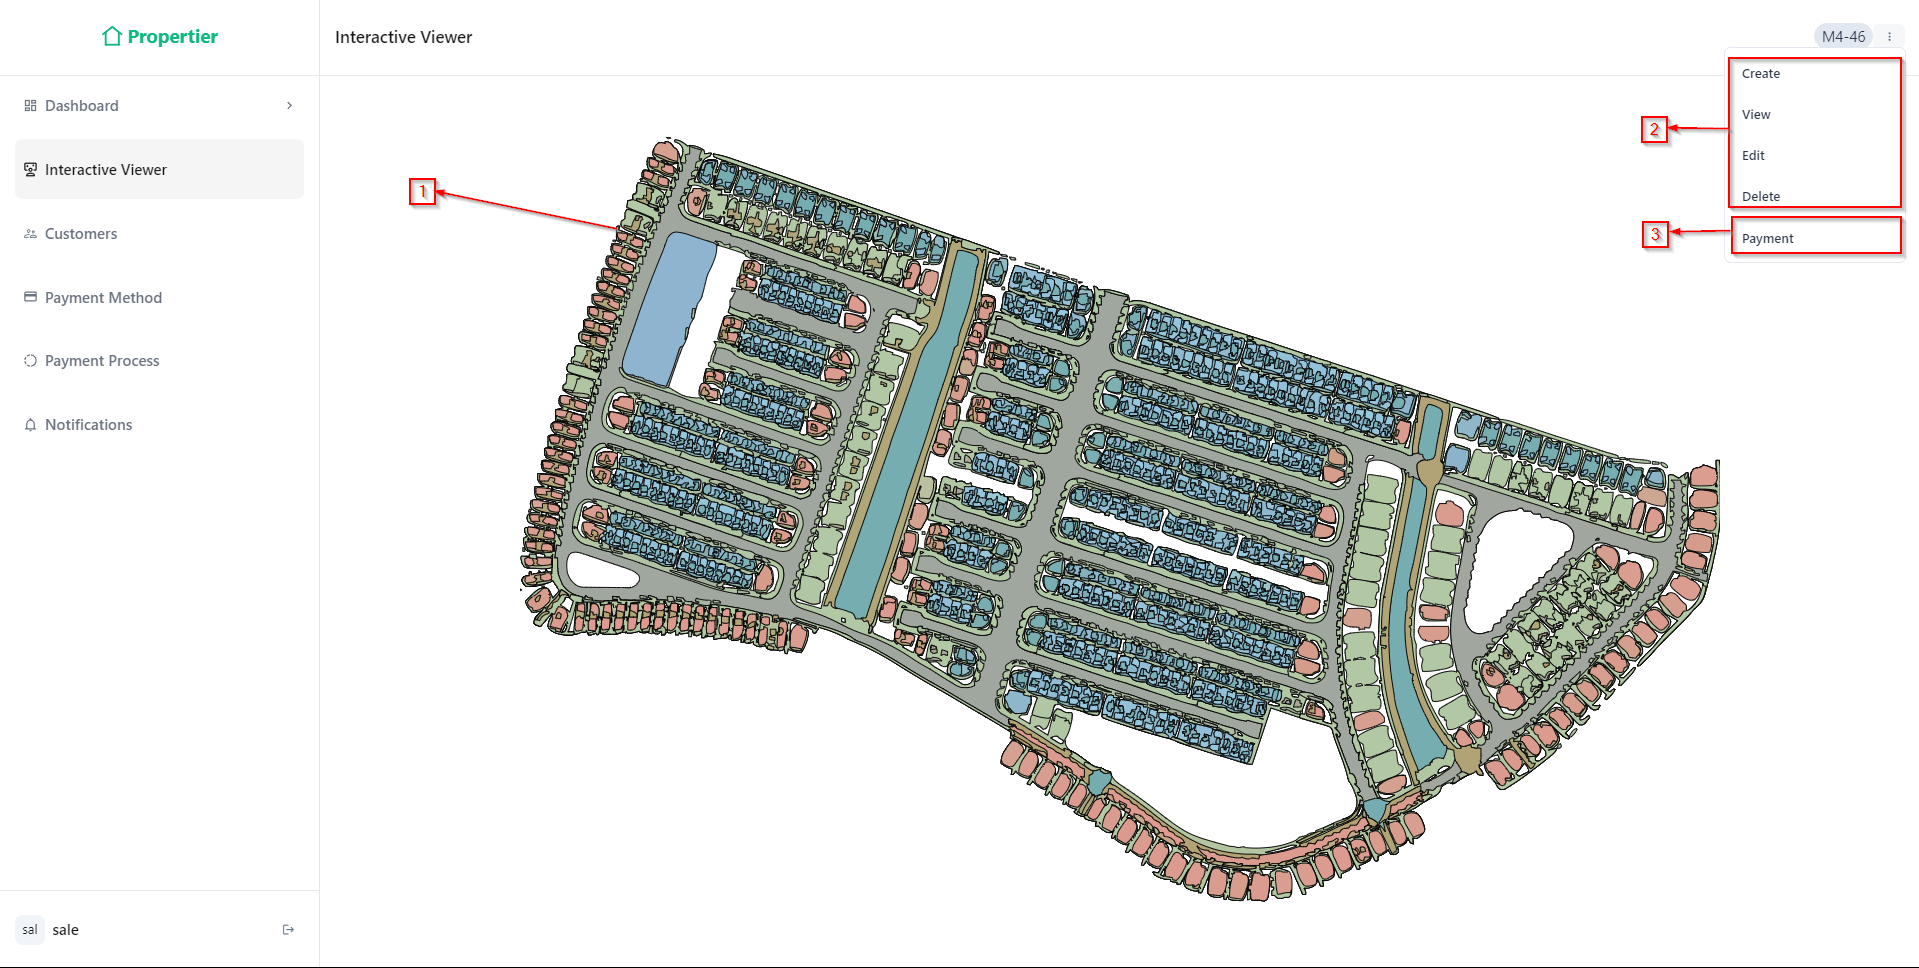 Propertier
Interactive Viewer
M4-46
Dashboard
Interactive Viewer
Customers
Payment Method
Payment Process
Notifications
Create
View
Edit
Delete
Payment
1
2
3
sal
sale